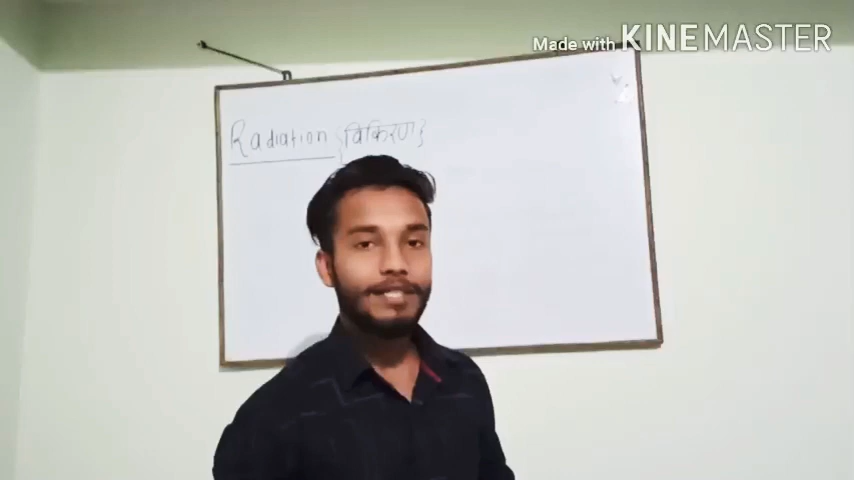 Made with KINEMASTER
Radiation {विकिरण}